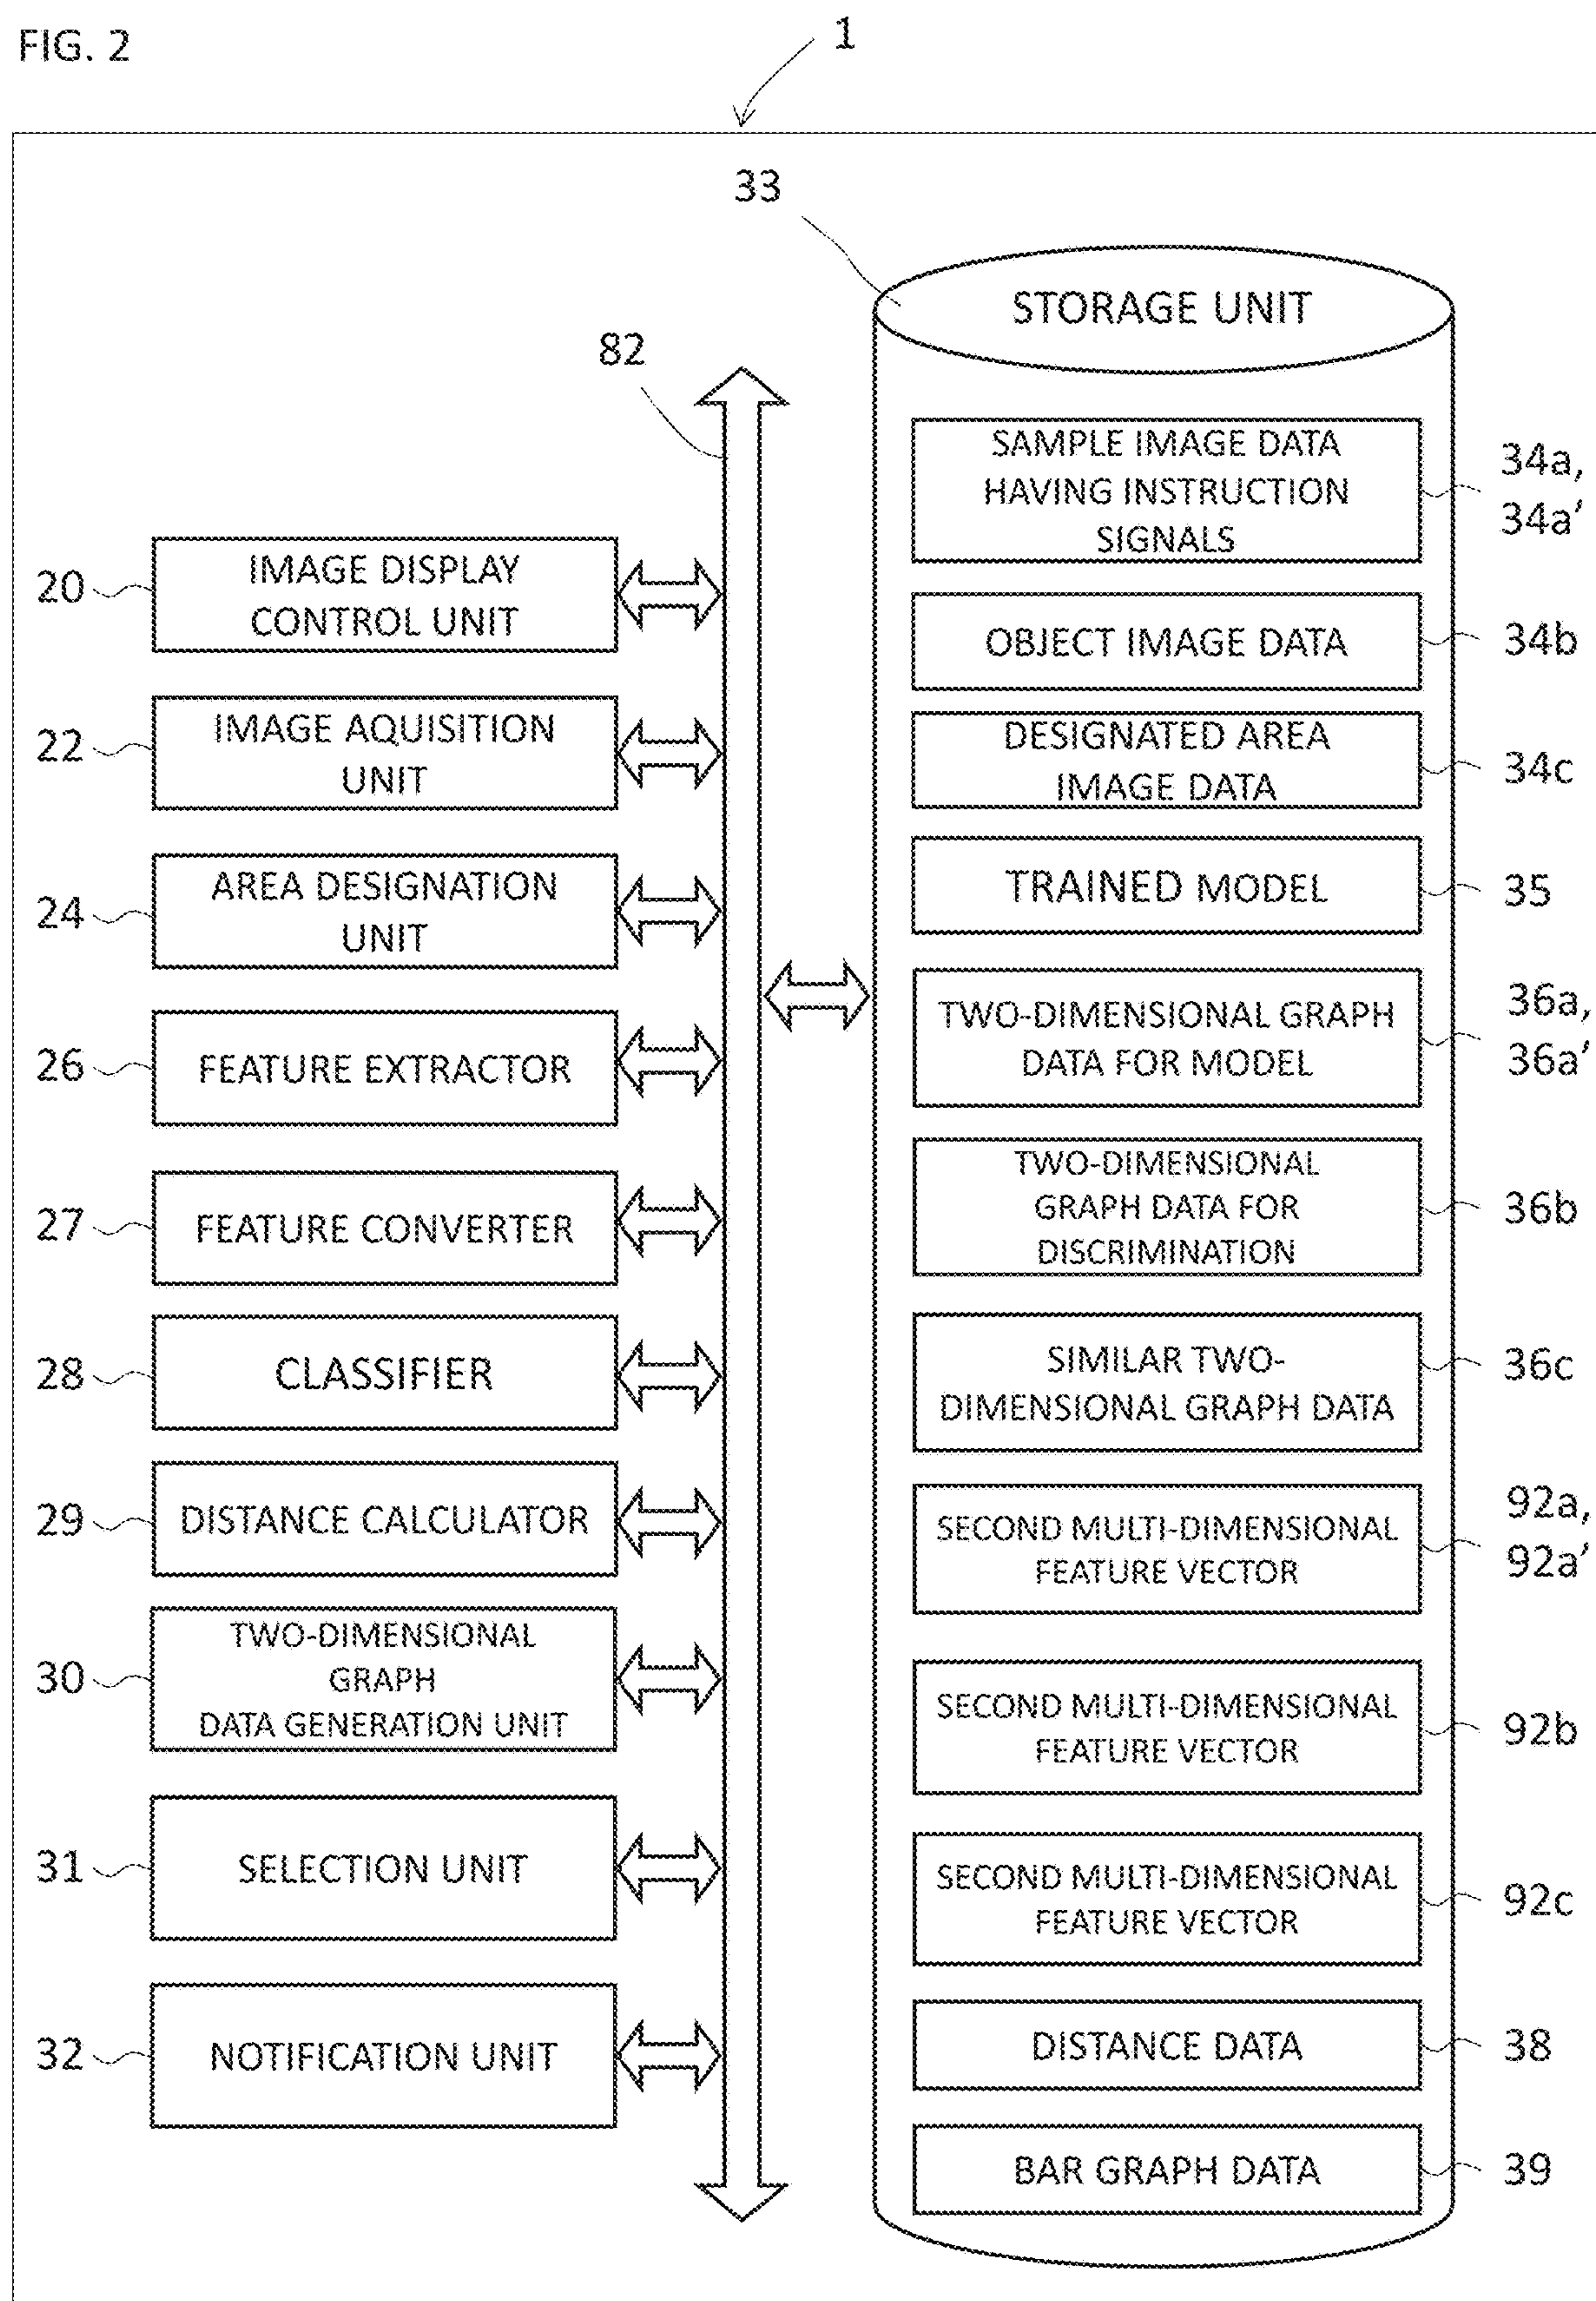 FIG. 2
1
33
STORAGE UNIT
82
20
IMAGE DISPLAY
CONTROL UNIT
22
IMAGE AQUISITION
UNIT
24
AREA DESIGNATION
UNIT
26
FEATURE EXTRACTOR
27
FEATURE CONVERTER
28
CLASSIFIER
29
DISTANCE CALCULATOR
30
TWO-DIMENSIONAL
GRAPH
DATA GENERATION UNIT
31
SELECTION UNIT
32
NOTIFICATION UNIT
SAMPLE IMAGE DATA
HAVING INSTRUCTION
SIGNALS
34a,
34a’
OBJECT IMAGE DATA
34b
DESIGNATED AREA
IMAGE DATA
34c
TRAINED MODEL
35
TWO-DIMENSIONAL GRAPH
DATA FOR MODEL
36a,
36a’
TWO-DIMENSIONAL
GRAPH DATA FOR
DISCRIMINATION
36b
SIMILAR TWO-
DIMENSIONAL GRAPH DATA
36c
SECOND MULTI-DIMENSIONAL
FEATURE VECTOR
92a,
92a’
SECOND MULTI-DIMENSIONAL
FEATURE VECTOR
92b
SECOND MULTI-DIMENSIONAL
FEATURE VECTOR
92c
DISTANCE DATA
38
BAR GRAPH DATA
39